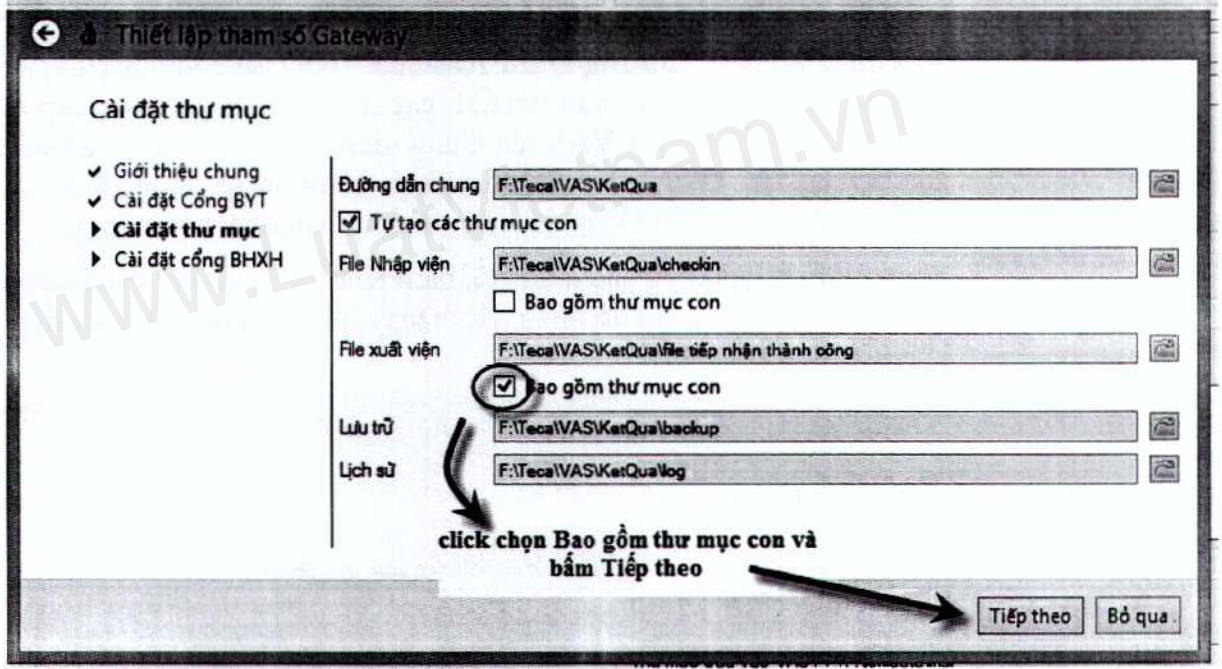 Thiết lập tham số Gateway
Cài đặt thư mục
Giới thiệu chung
Cài đặt Cổng BYT
Cài đặt thư mục
Cài đặt cổng BHXH
Đường dẫn chung F:\Teca\VAS\KetQua
Tự tạo các thư mục con
File Nhập viện F:\Teca\VAS\KetQua\checkin
Bao gồm thư mục con
File xuất viện F:\Teca\VAS\KetQua\file tiếp nhận thành công
Bao gồm thư mục con
Lưu trữ F:\Teca\VAS\KetQua\backup
Lịch sử F:\Teca\VAS\KetQua\log
click chọn Bao gồm thư mục con và
bấm Tiếp theo
Tiếp theo Bỏ qua
www.LuatVietnam.vn